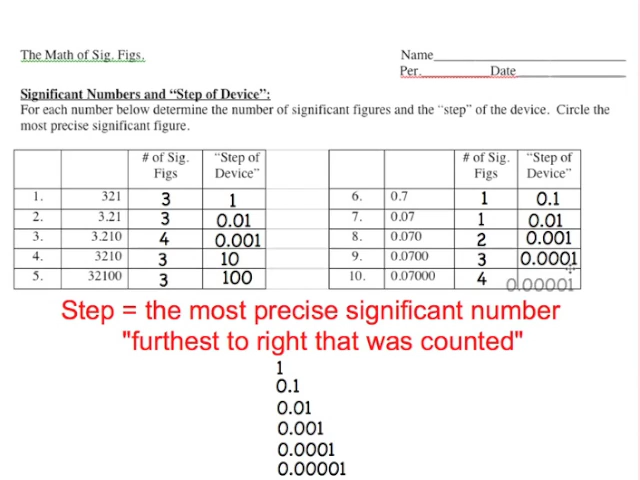 The Math of Sig. Figs. Name
Per. Date
Significant Numbers and “Step of Device”:
For each number below determine the number of significant figures and the “step” of the device. Circle the
most precise significant figure.
# of Sig. Figs “Step of Device” # of Sig. Figs “Step of Device”
1. 321 3 1 6. 0.7 1 0.1
2. 3.21 3 0.01 7. 0.07 1 0.01
3. 3.210 4 0.001 8. 0.070 2 0.001
4. 3210 3 10 9. 0.0700 3 0.0001
5. 32100 3 100 10. 0.07000 4 0.00001
Step = the most precise significant number
"furthest to right that was counted"
1
0.1
0.01
0.001
0.0001
0.00001